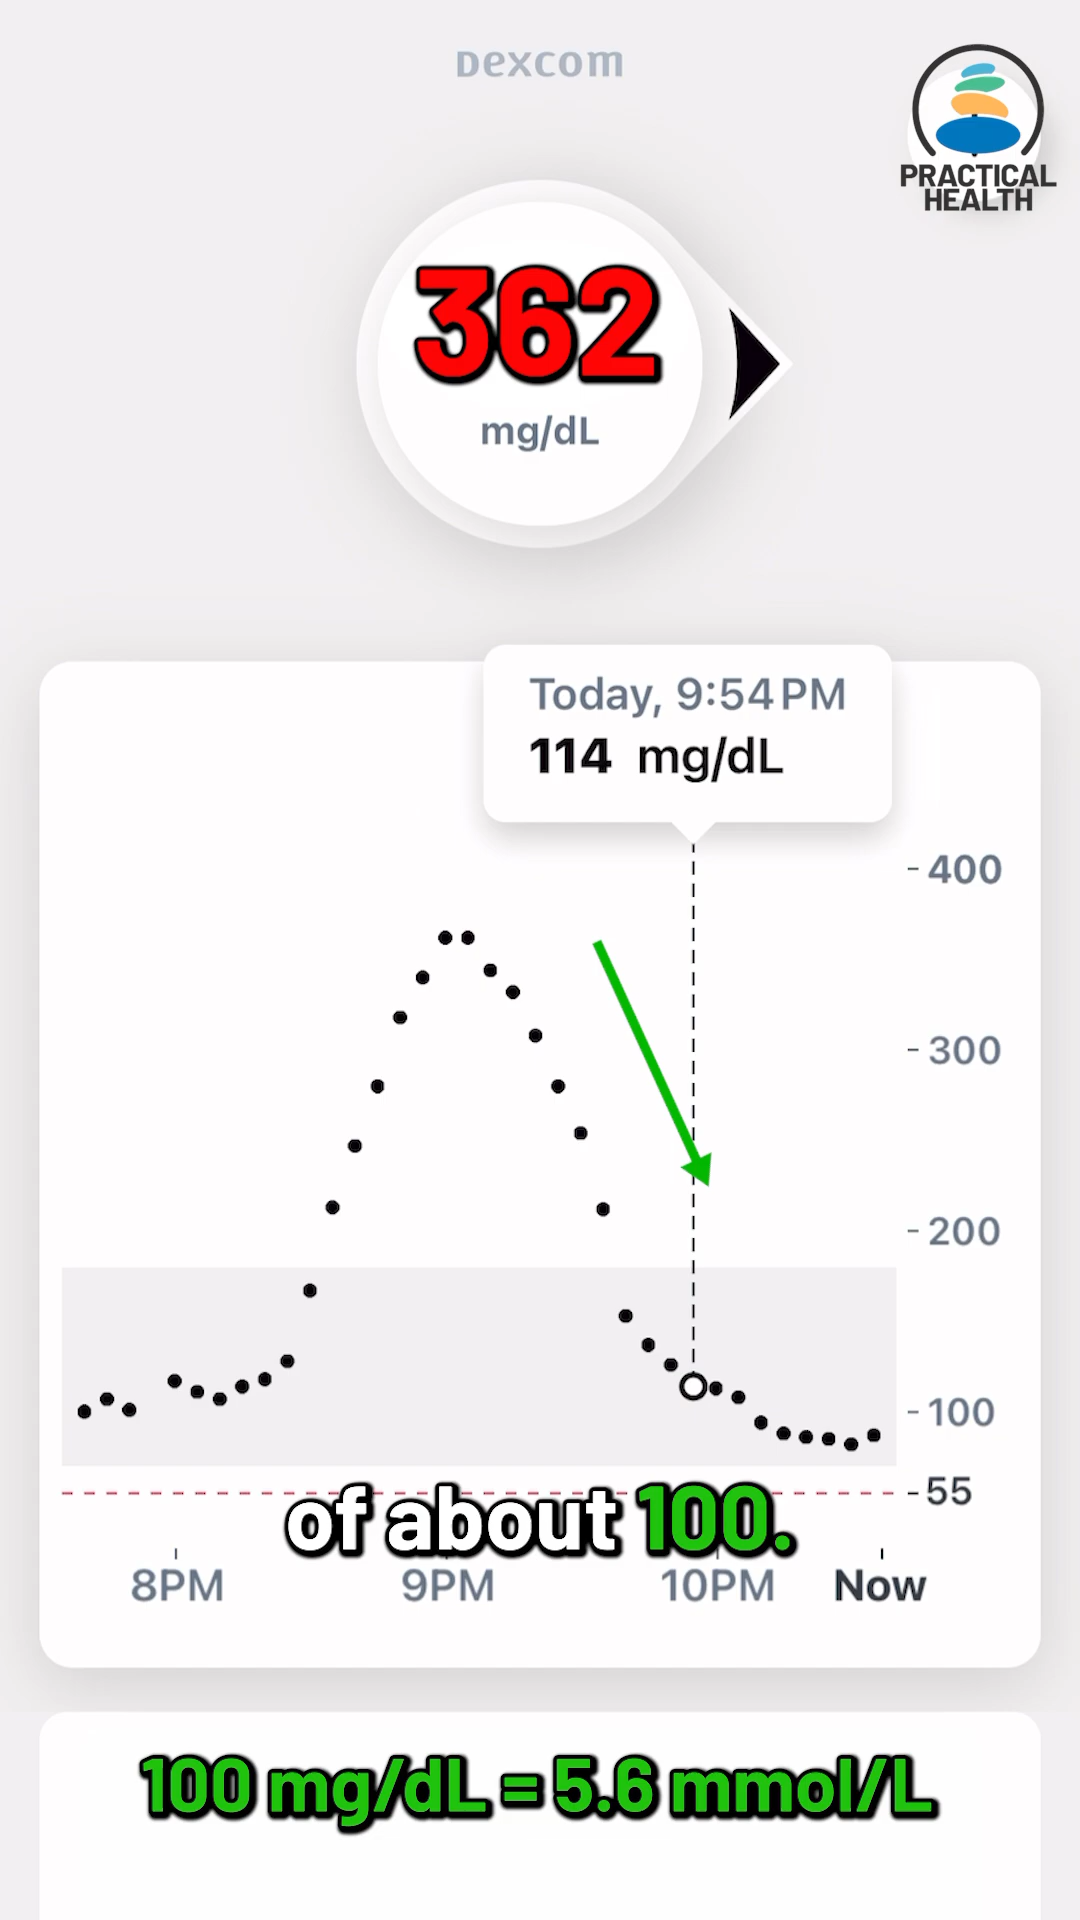 Dexcom
PRACTICAL
HEALTH
362
mg/dL
Today, 9:54 PM
114 mg/dL
400
300
200
100
55
of about 100.
8PM 9PM 10PM Now
100 mg/dL = 5.6 mmol/L